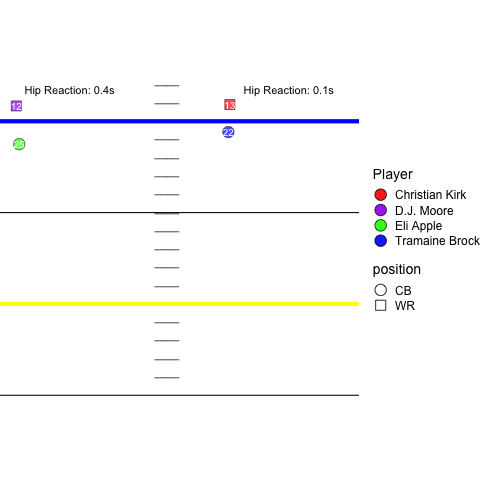 Hip Reaction: 0.4s
Hip Reaction: 0.1s
12
13
22
Player
Christian Kirk
D.J. Moore
Eli Apple
Tramaine Brock
position
CB
WR